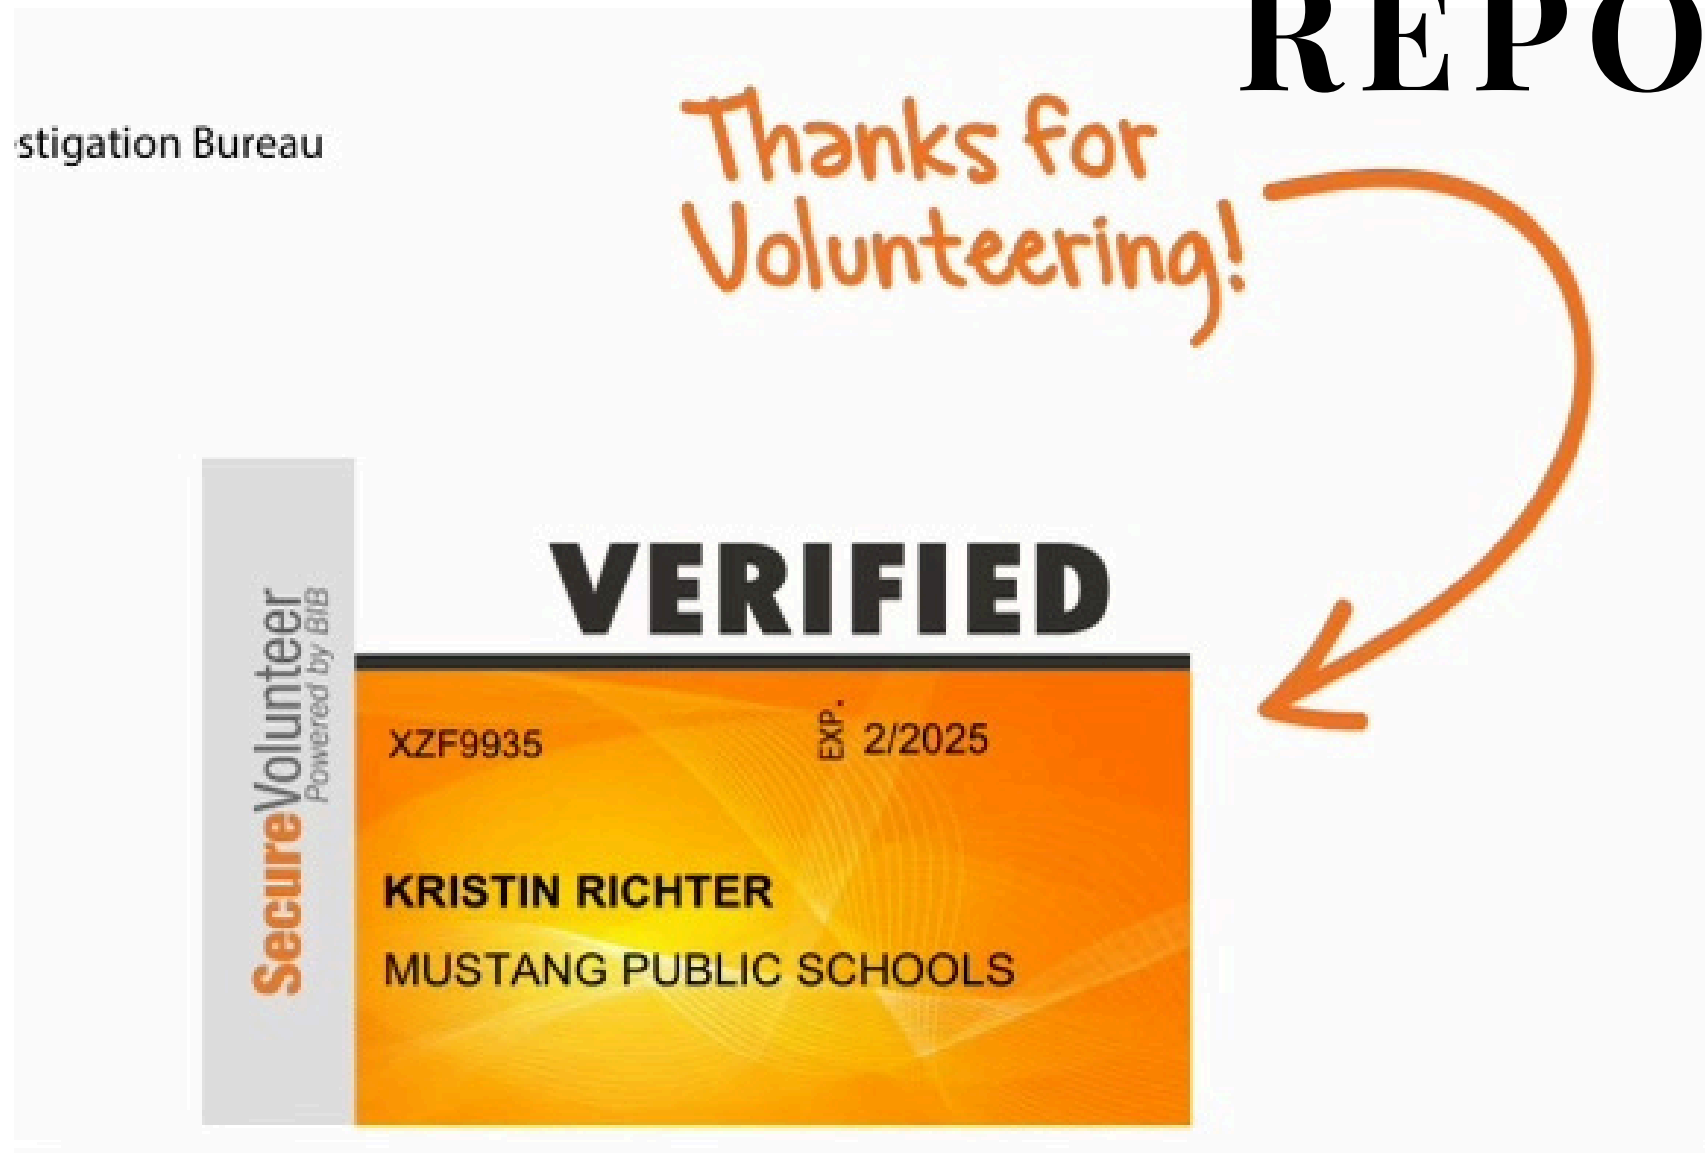 REPO
stigation Bureau
Thanks for
Volunteering!
VERIFIED
SecureVolunteer
Powered by BIB
XZF9935
EXP. 2/2025
KRISTIN RICHTER
MUSTANG PUBLIC SCHOOLS